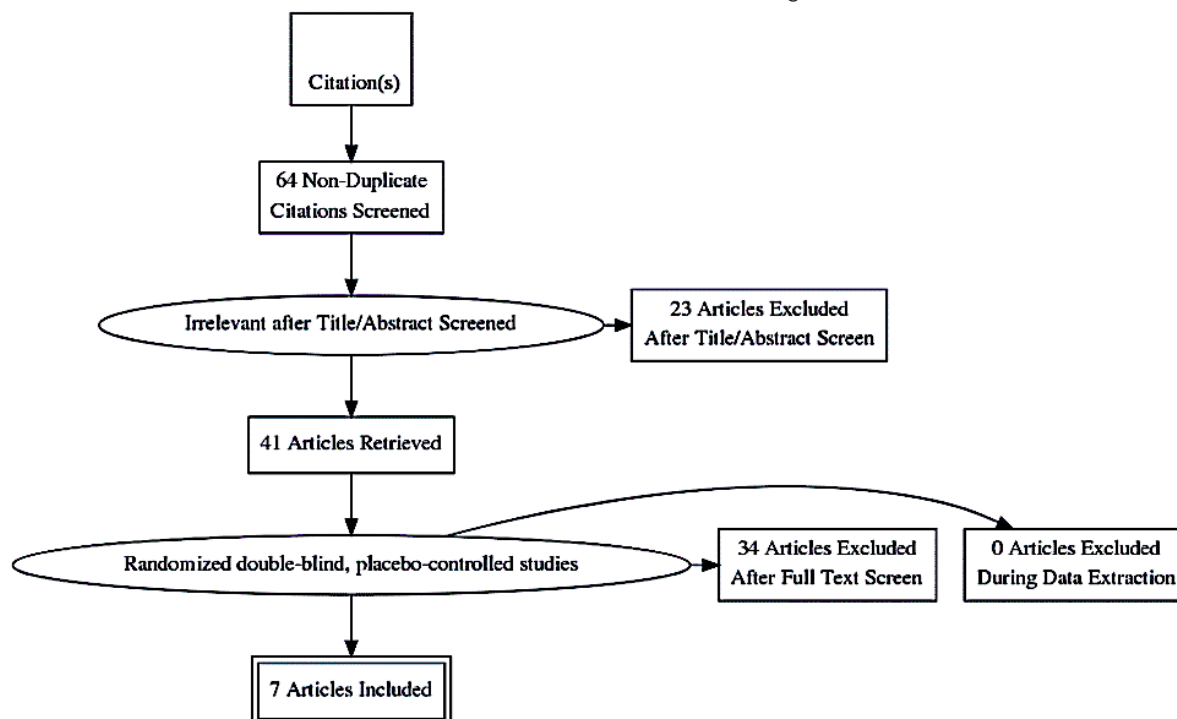 Citation(s)
64 Non-Duplicate
Citations Screened
Irrelevant after Title/Abstract Screened
23 Articles Excluded
After Title/Abstract Screen
41 Articles Retrieved
Randomized double-blind, placebo-controlled studies
34 Articles Excluded
After Full Text Screen
0 Articles Excluded
During Data Extraction
7 Articles Included